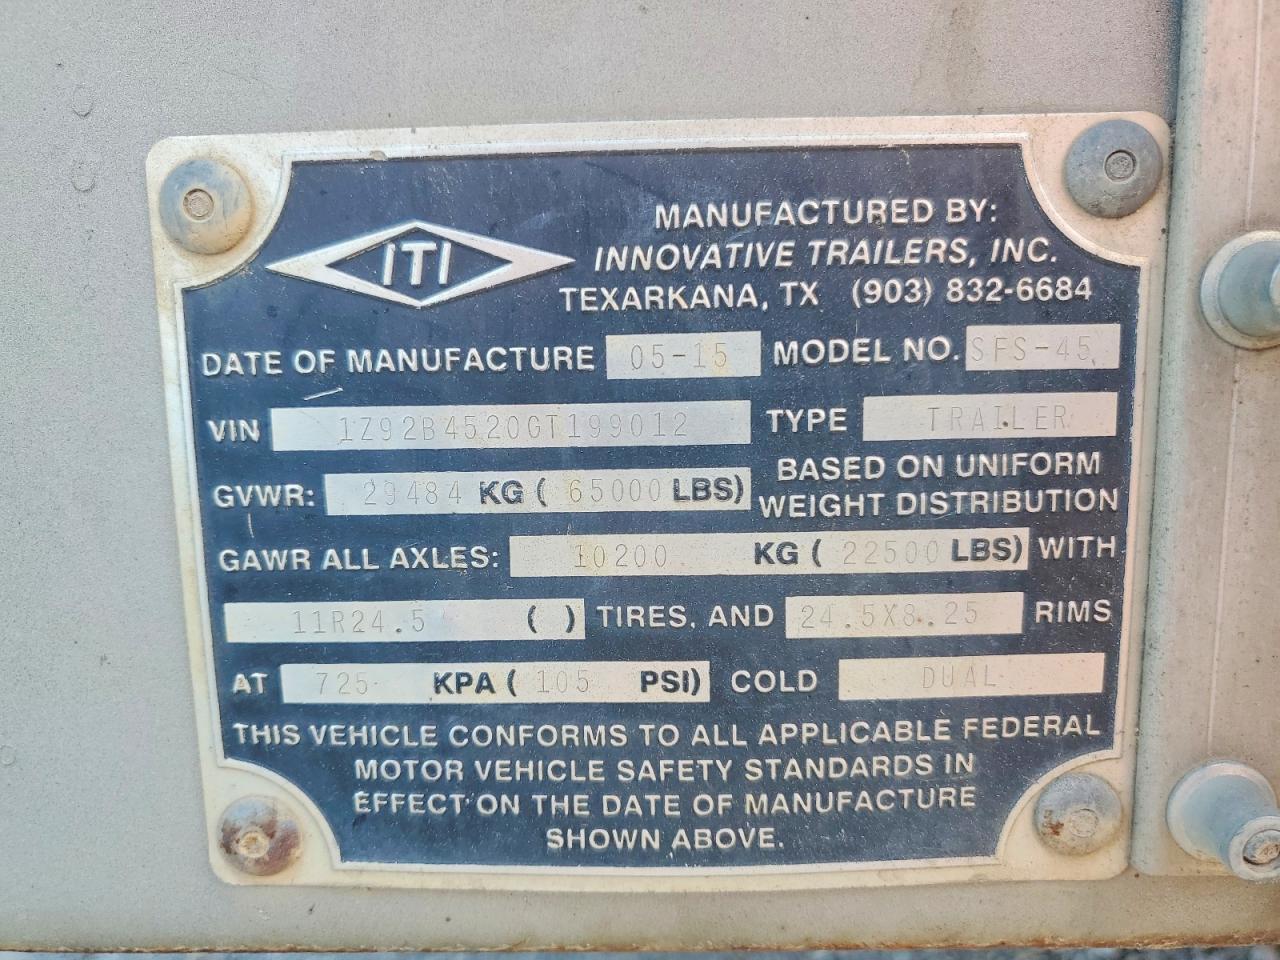 ITI
MANUFACTURED BY:
INNOVATIVE TRAILERS, INC.
TEXARKANA, TX (903) 832-6684
DATE OF MANUFACTURE 05-15 MODEL NO. SFS-45
VIN 1Z92B4520GT199012 TYPE TRAILER
GVWR: 29484 KG ( 65000 LBS) BASED ON UNIFORM
WEIGHT DISTRIBUTION
GAWR ALL AXLES: 10200 KG ( 22500 LBS) WITH
11R24.5 ( ) TIRES, AND 24.5X8.25 RIMS
AT 725 KPA ( 105 PSI) COLD DUAL
THIS VEHICLE CONFORMS TO ALL APPLICABLE FEDERAL
MOTOR VEHICLE SAFETY STANDARDS IN
EFFECT ON THE DATE OF MANUFACTURE
SHOWN ABOVE.